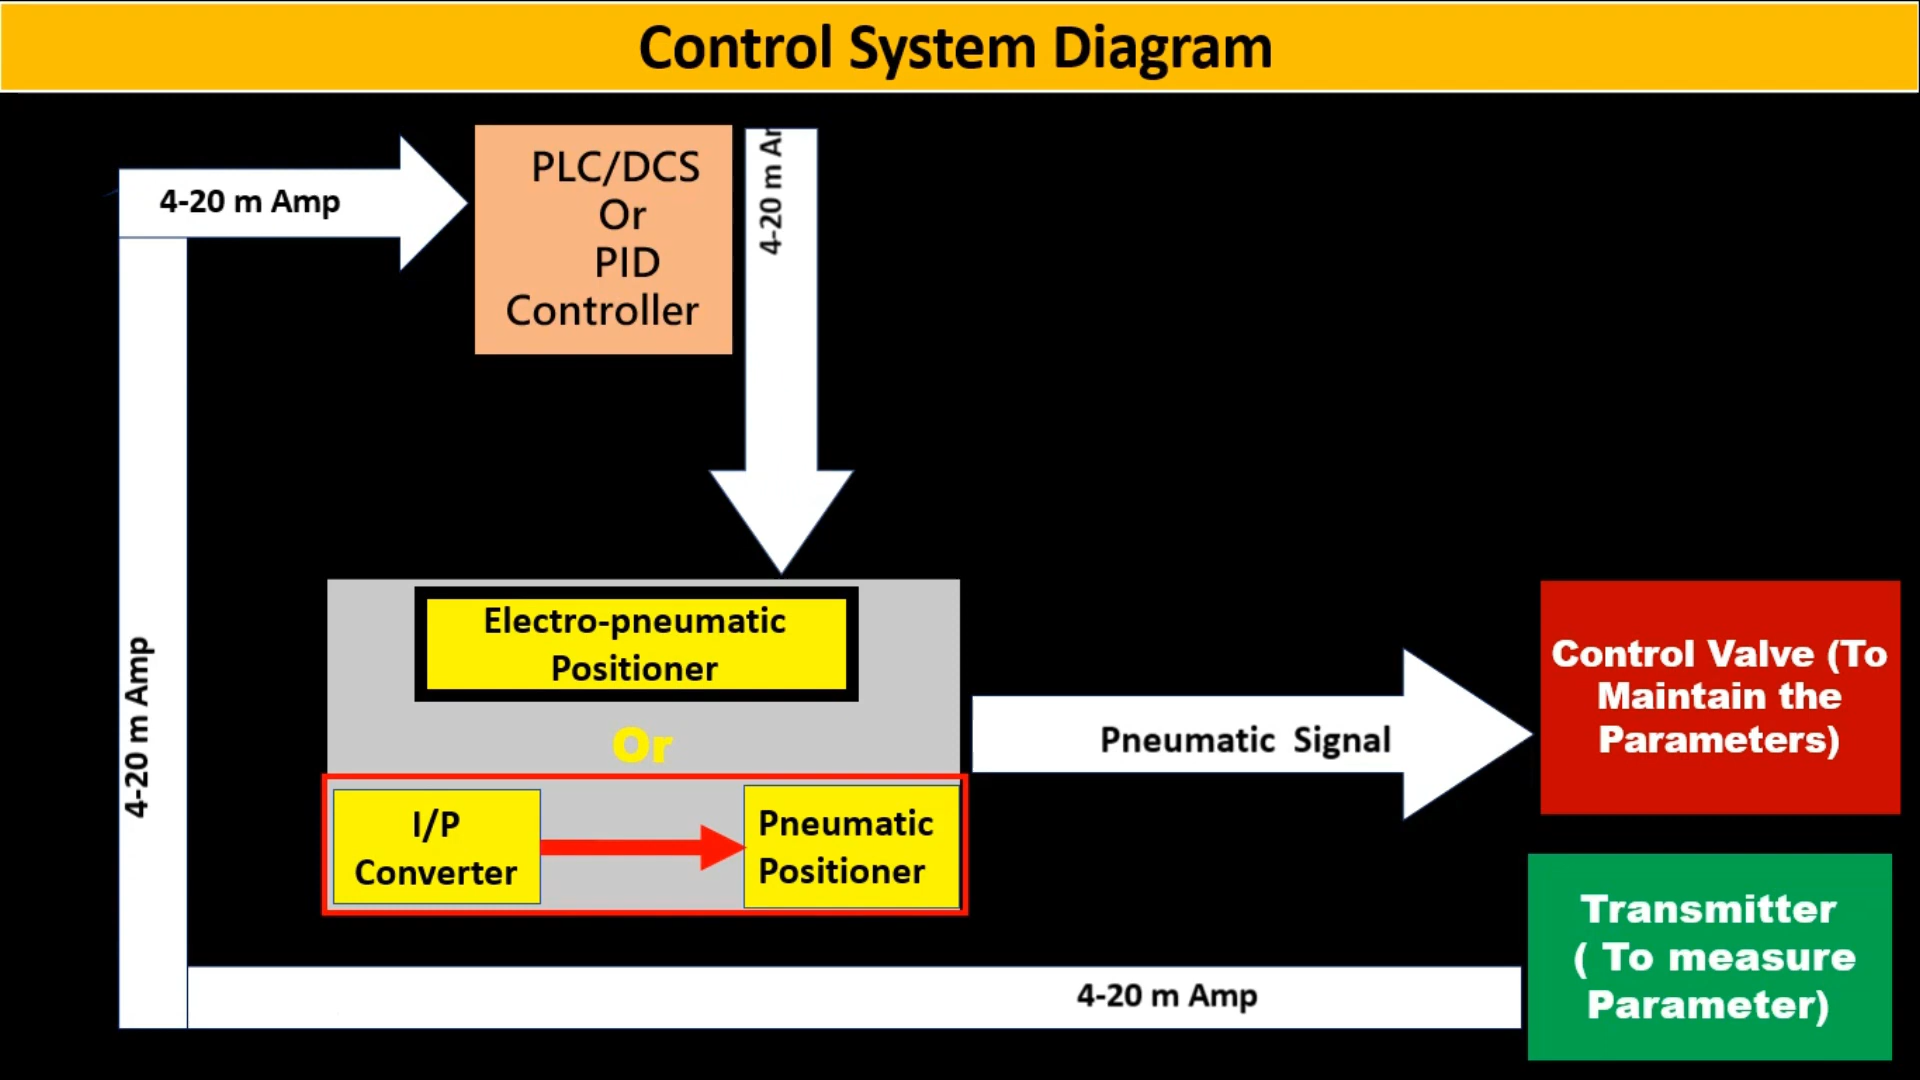 Control System Diagram
4-20 m Amp
PLC/DCS
Or
PID
Controller
4-20 m Ar
4-20 m Amp
Electro-pneumatic
Positioner
Or
I/P
Converter
Pneumatic
Positioner
Pneumatic Signal
Control Valve (To
Maintain the
Parameters)
Transmitter
( To measure
Parameter)
4-20 m Amp